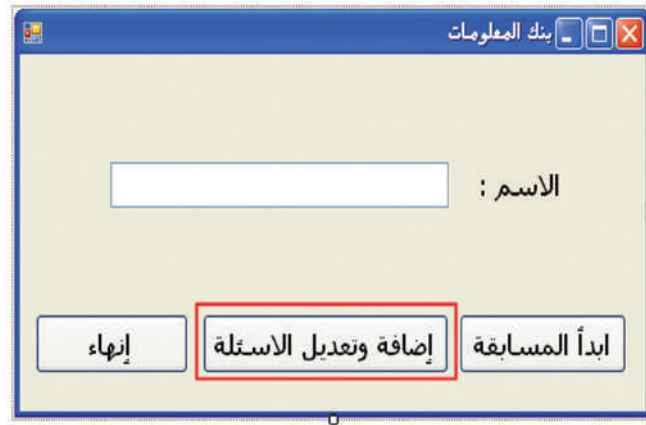 بنك المعلومات
الاسم :
ابدأ المسابقة إضافة وتعديل الاسئلة إنهاء